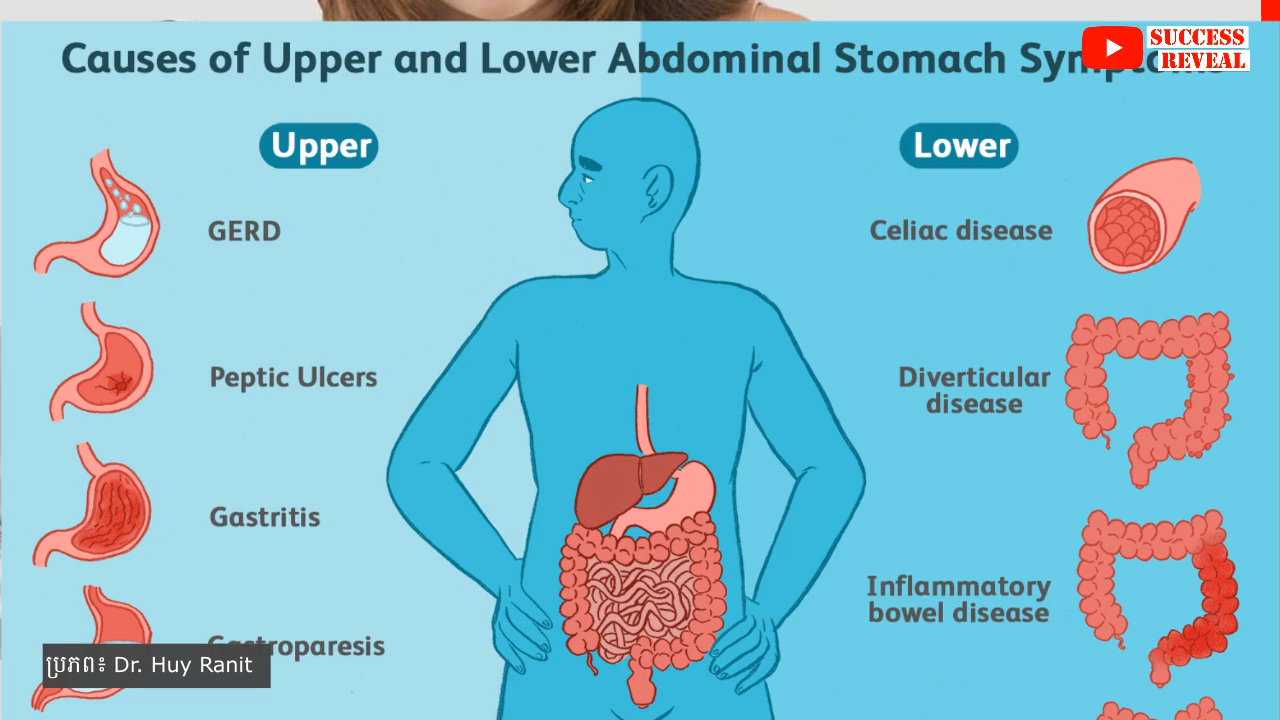 Causes of Upper and Lower Abdominal Stomach Symptoms
SUCCESS
REVEAL
Upper
Lower
GERD
Celiac disease
Peptic Ulcers
Diverticular
disease
Gastritis
Inflammatory
bowel disease
Gastroparesis
ប្រភព៖ Dr. Huy Ranit